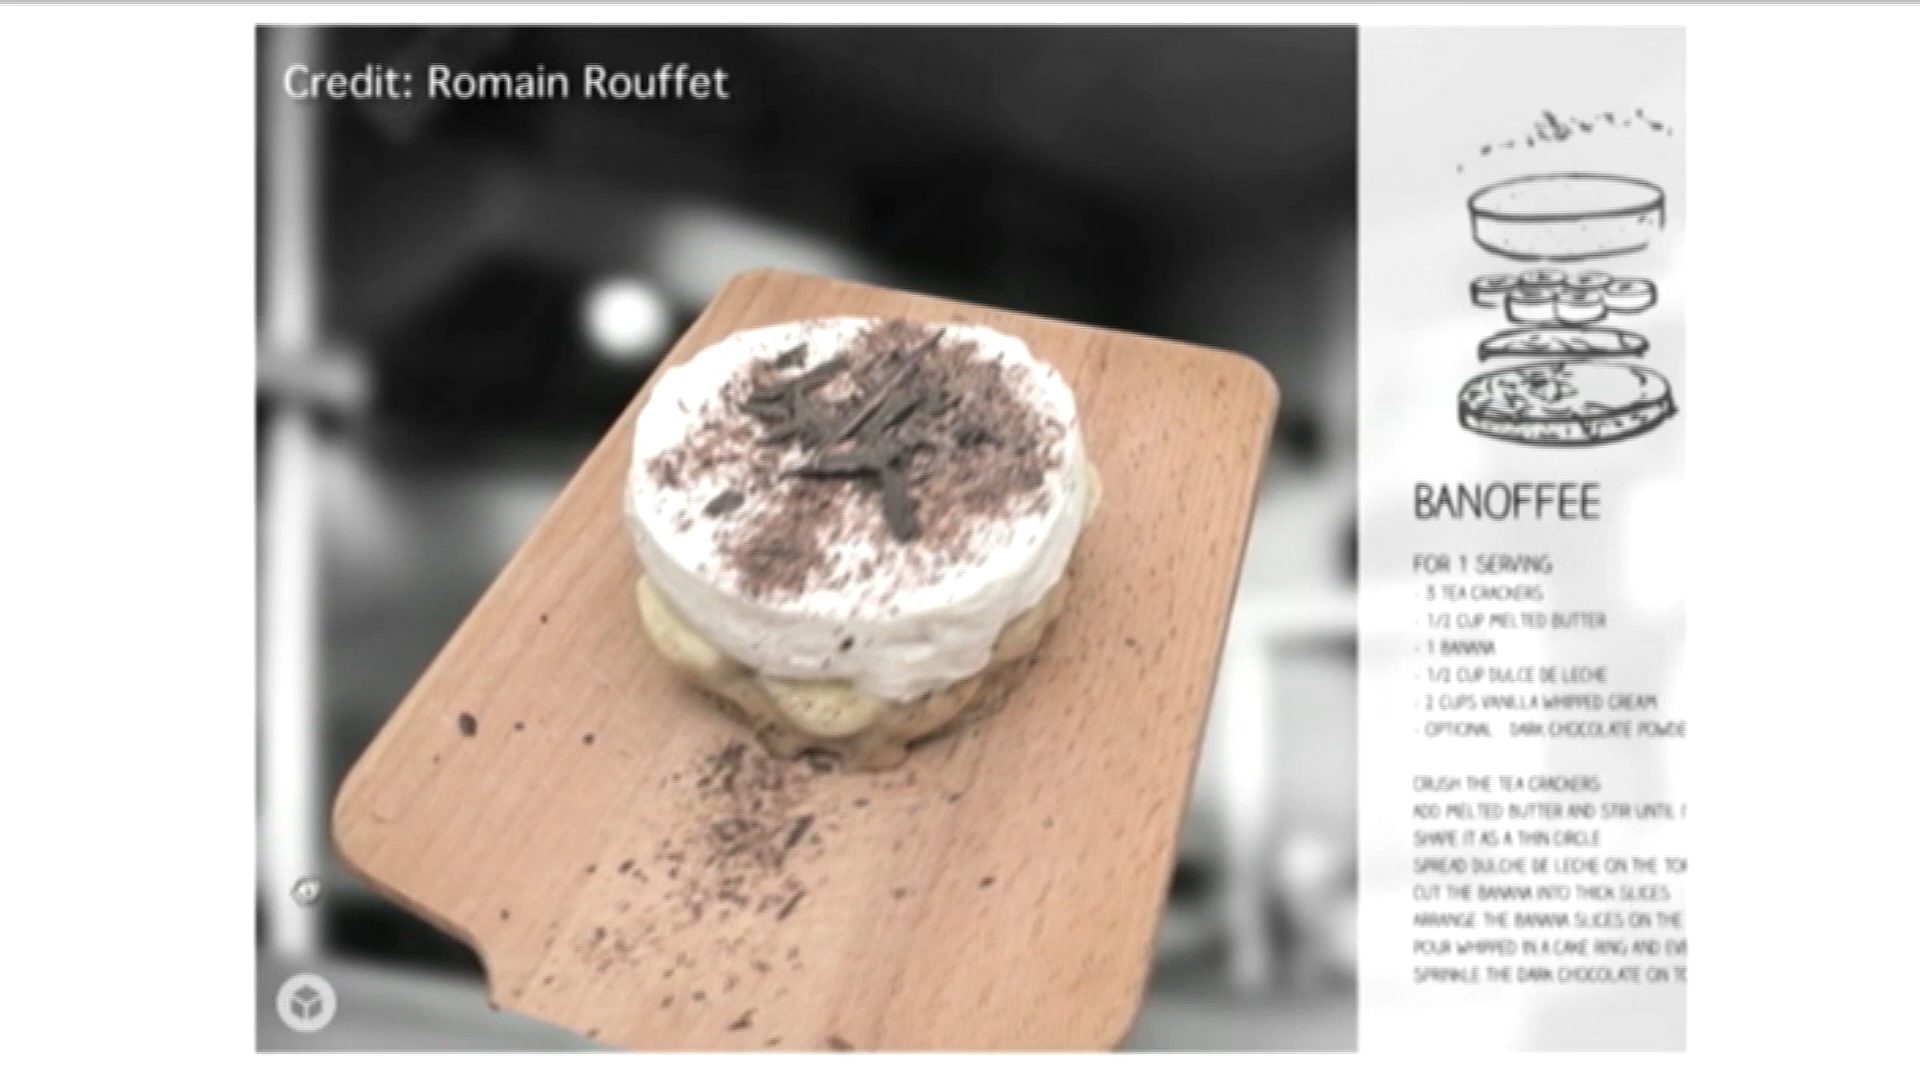 Credit: Romain Rouffet
BANOFFEE
FOR 1 SERVING
- 3 TEA CRACKERS
- 1/2 CUP MELTED BUTTER
- 1 BANANA
- 1/2 CUP DULCE DE LECHE
- 2 CUPS VANILLA WHIPPED CREAM
- OPTIONAL : DARK CHOCOLATE POWDE
CRUSH THE TEA CRACKERS
ADD MELTED BUTTER AND STIR UNTIL
SHAPE IT AS A THIN CIRCLE
SPREAD DULCHE DE LECHE ON THE TOP
CUT THE BANANA INTO THICK SLICES
ARRANGE THE BANANA SLICES ON THE
POUR WHIPPED IN A CAKE RING AND
SPRINKLE THE DARK CHOCOLATE ON